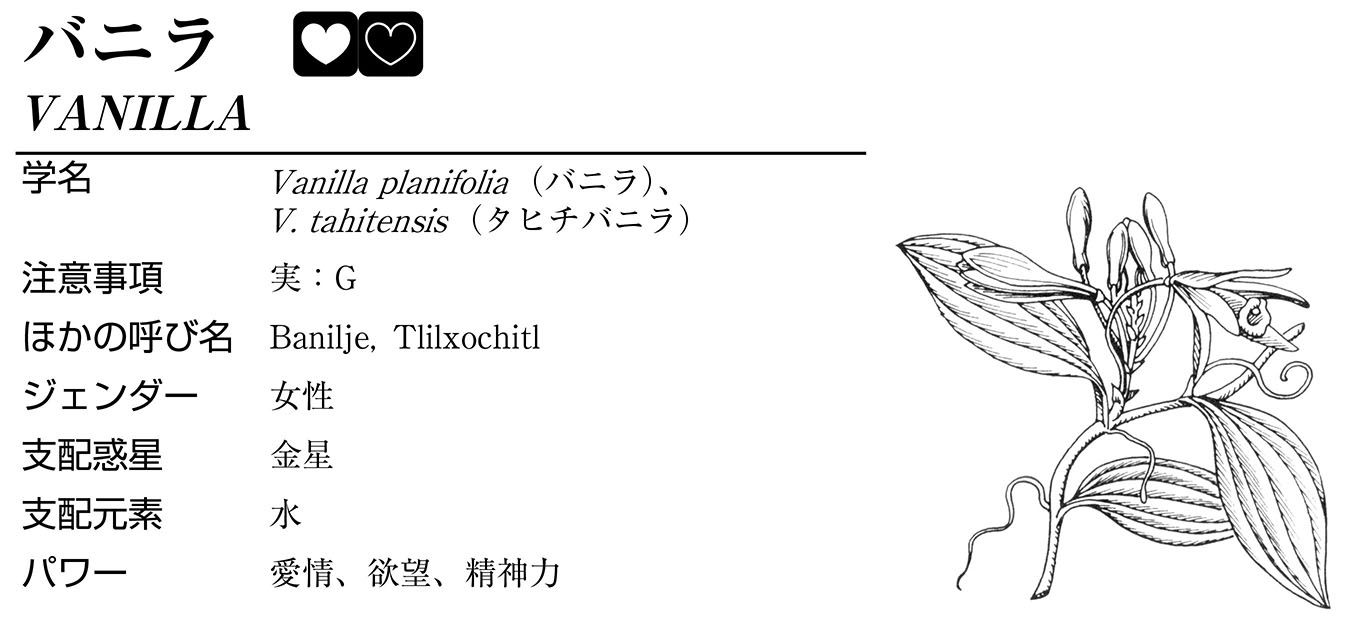 バニラ
VANILLA
学名 Vanilla planifolia（バニラ）、
V. tahitensis（タヒチバニラ）
注意事項 実：G
ほかの呼び名 Banilje, Tlilxochitl
ジェンダー 女性
支配惑星 金星
支配元素 水
パワー 愛情、欲望、精神力